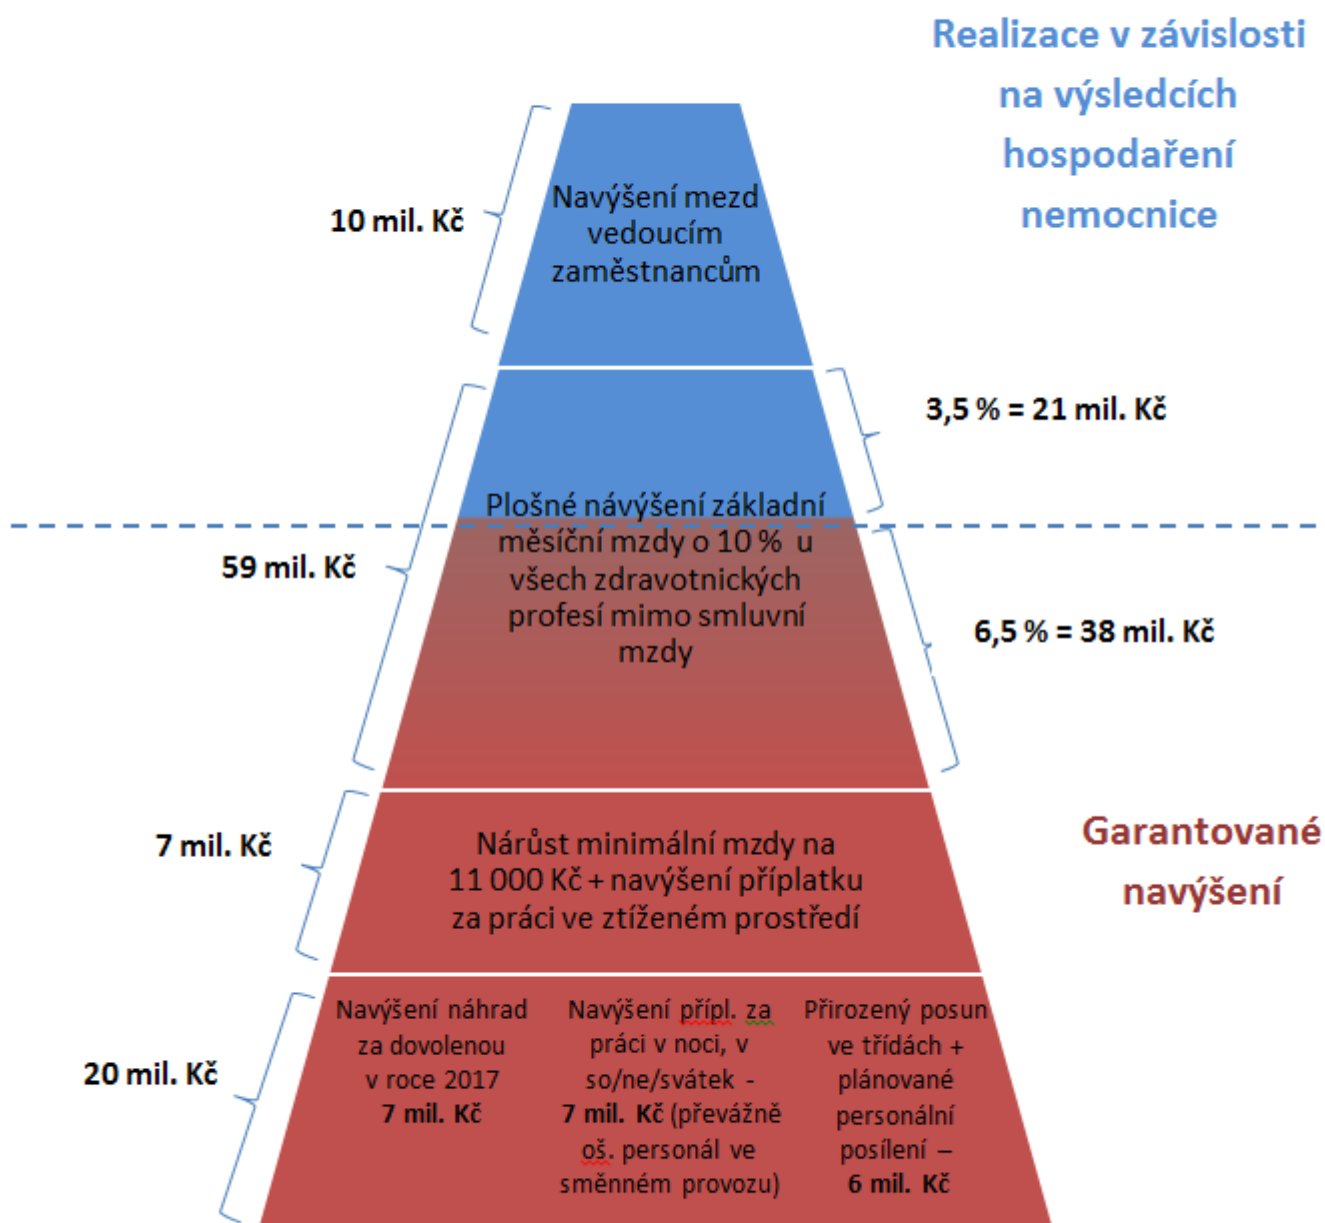 Realizace v závislosti
na výsledcích
hospodaření
nemocnice
10 mil. Kč
Navýšení mezd
vedoucím
zaměstnancům
3,5 % = 21 mil. Kč
59 mil. Kč
Plošné návýšení základní
měsíční mzdy o 10 % u
všech zdravotnických
profesí mimo smluvní
mzdy
6,5 % = 38 mil. Kč
7 mil. Kč
Nárůst minimální mzdy na
11 000 Kč + navýšení příplatku
za práci ve ztíženém prostředí
Garantované
navýšení
20 mil. Kč
Navýšení náhrad
za dovolenou
v roce 2017
7 mil. Kč
Navýšení přípl. za
práci v noci, v
so/ne/svátek -
7 mil. Kč (převážně
oš. personál ve
směnném provozu)
Přirozený posun
ve třídách +
plánované
personální
posílení –
6 mil. Kč